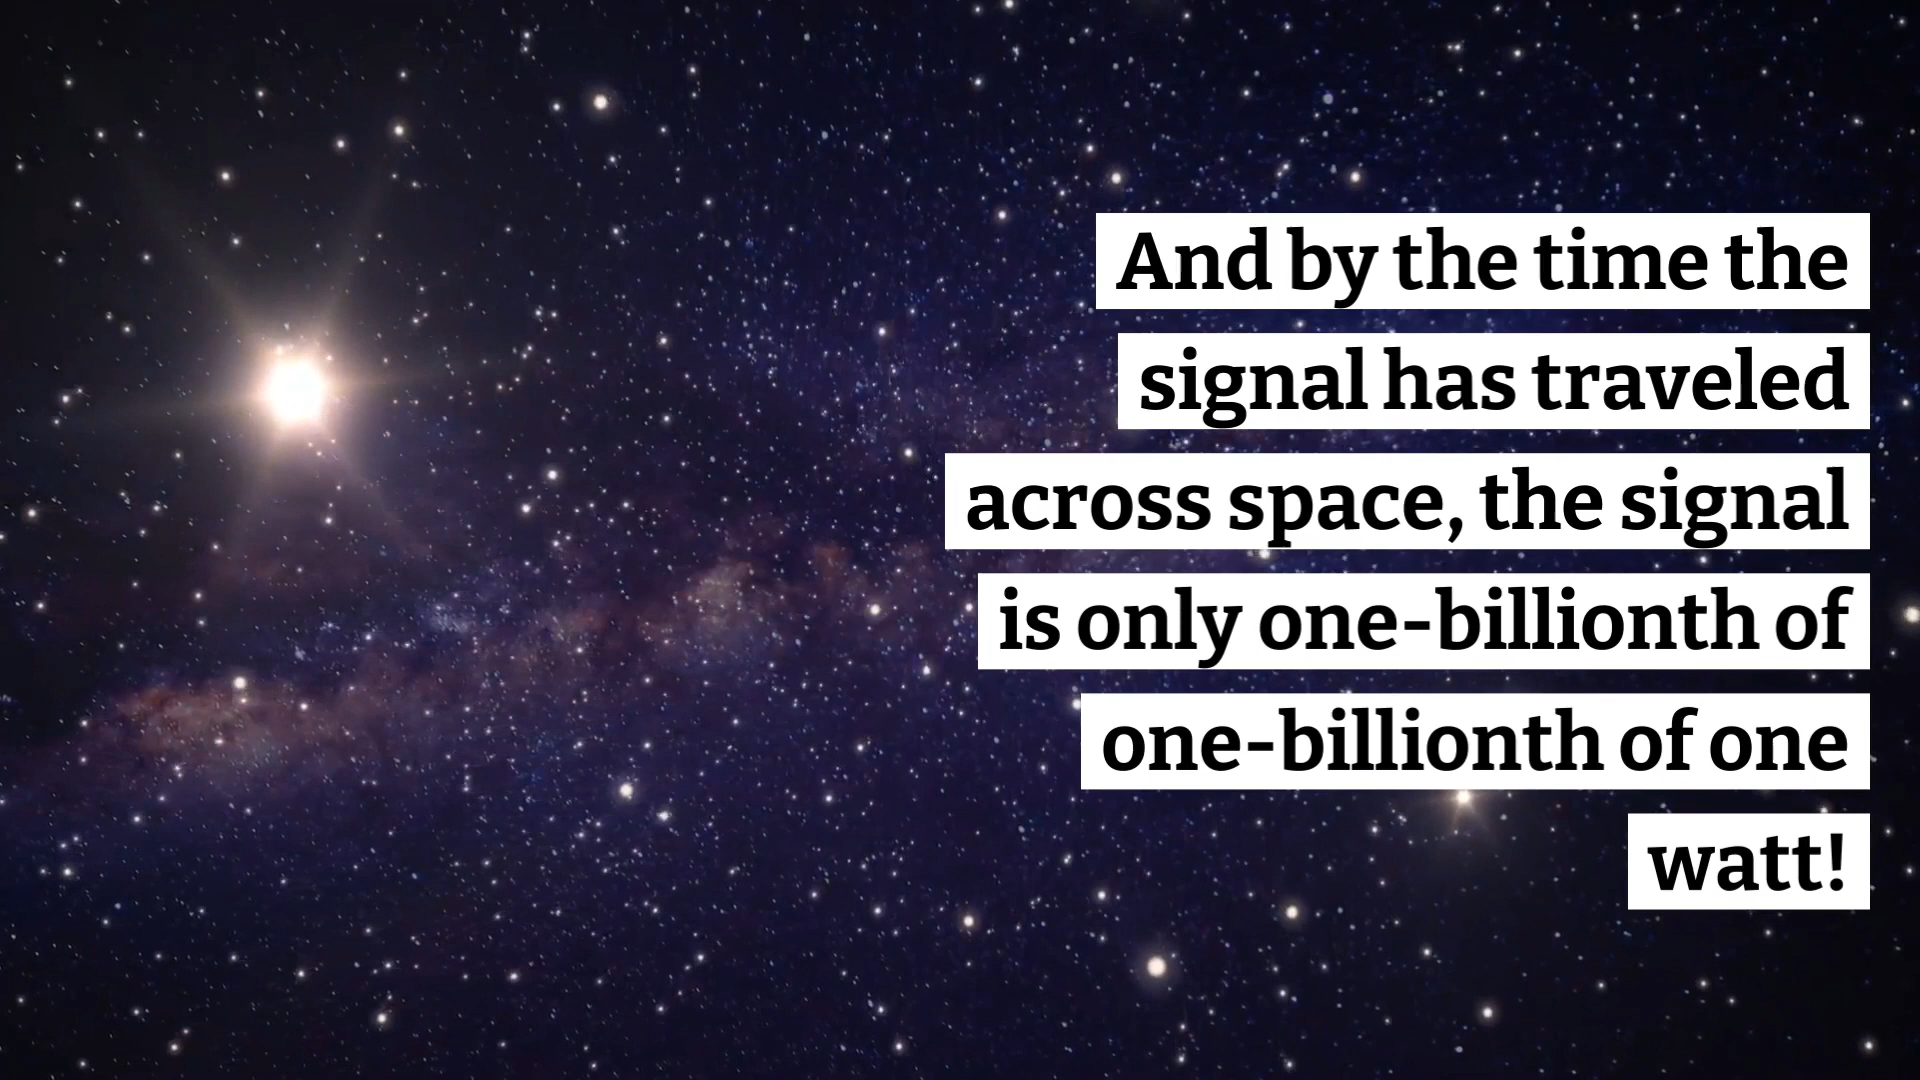 And by the time the
signal has traveled
across space, the signal
is only one-billionth of
one-billionth of one
watt!